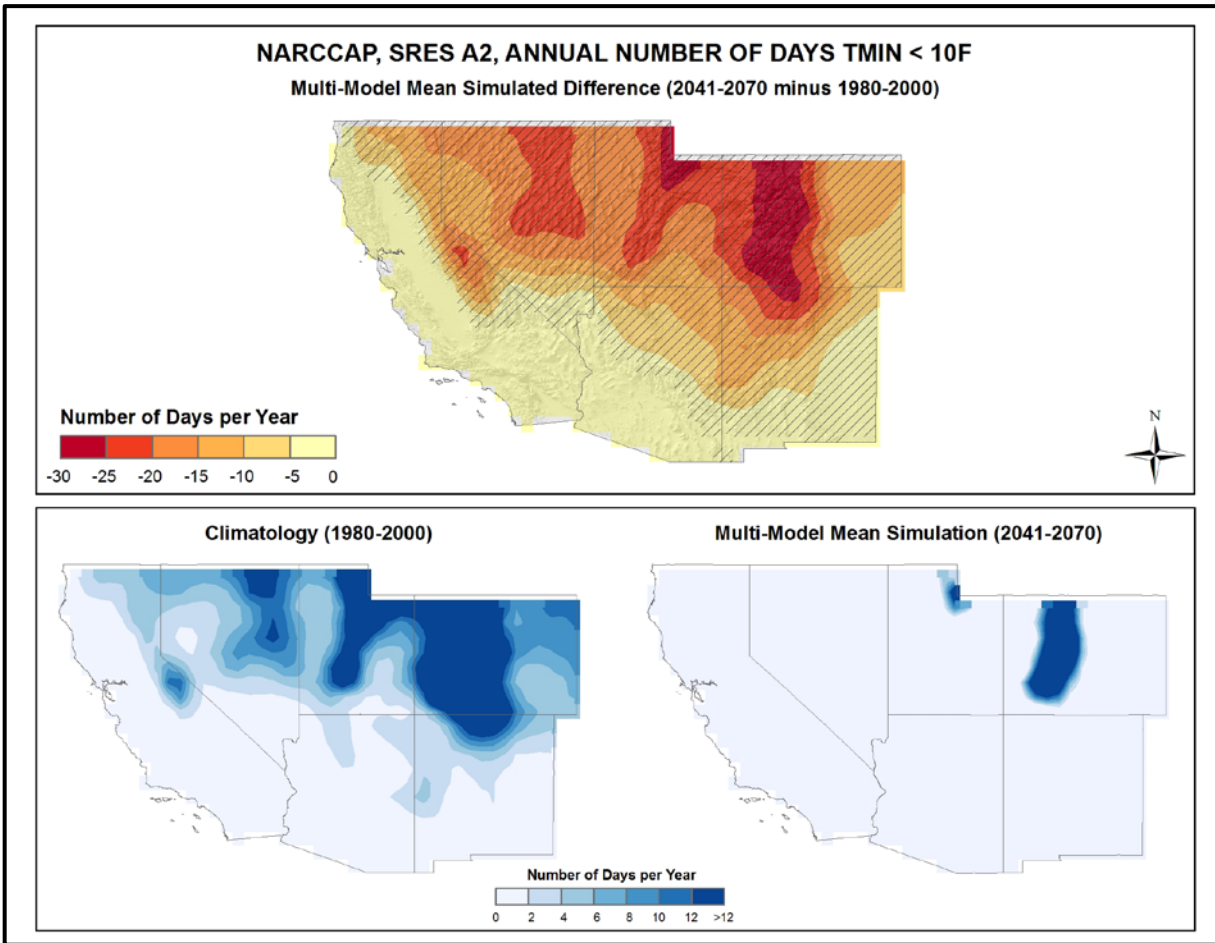 NARCCAP, SRES A2, ANNUAL NUMBER OF DAYS TMIN < 10F
Multi-Model Mean Simulated Difference (2041-2070 minus 1980-2000)
Number of Days per Year
-30 -25 -20 -15 -10 -5 0
N
Climatology (1980-2000)
Multi-Model Mean Simulation (2041-2070)
Number of Days per Year
0 2 4 6 8 10 12 >12